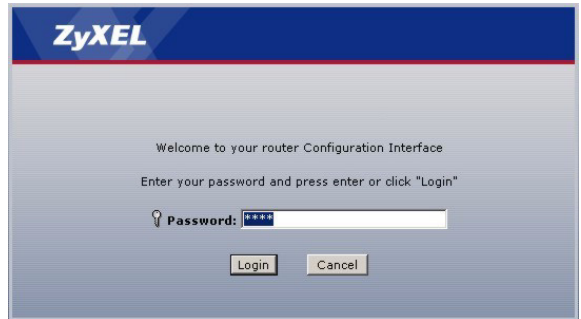 ZyXEL
Welcome to your router Configuration Interface
Enter your password and press enter or click "Login"
Password: ****
Login Cancel